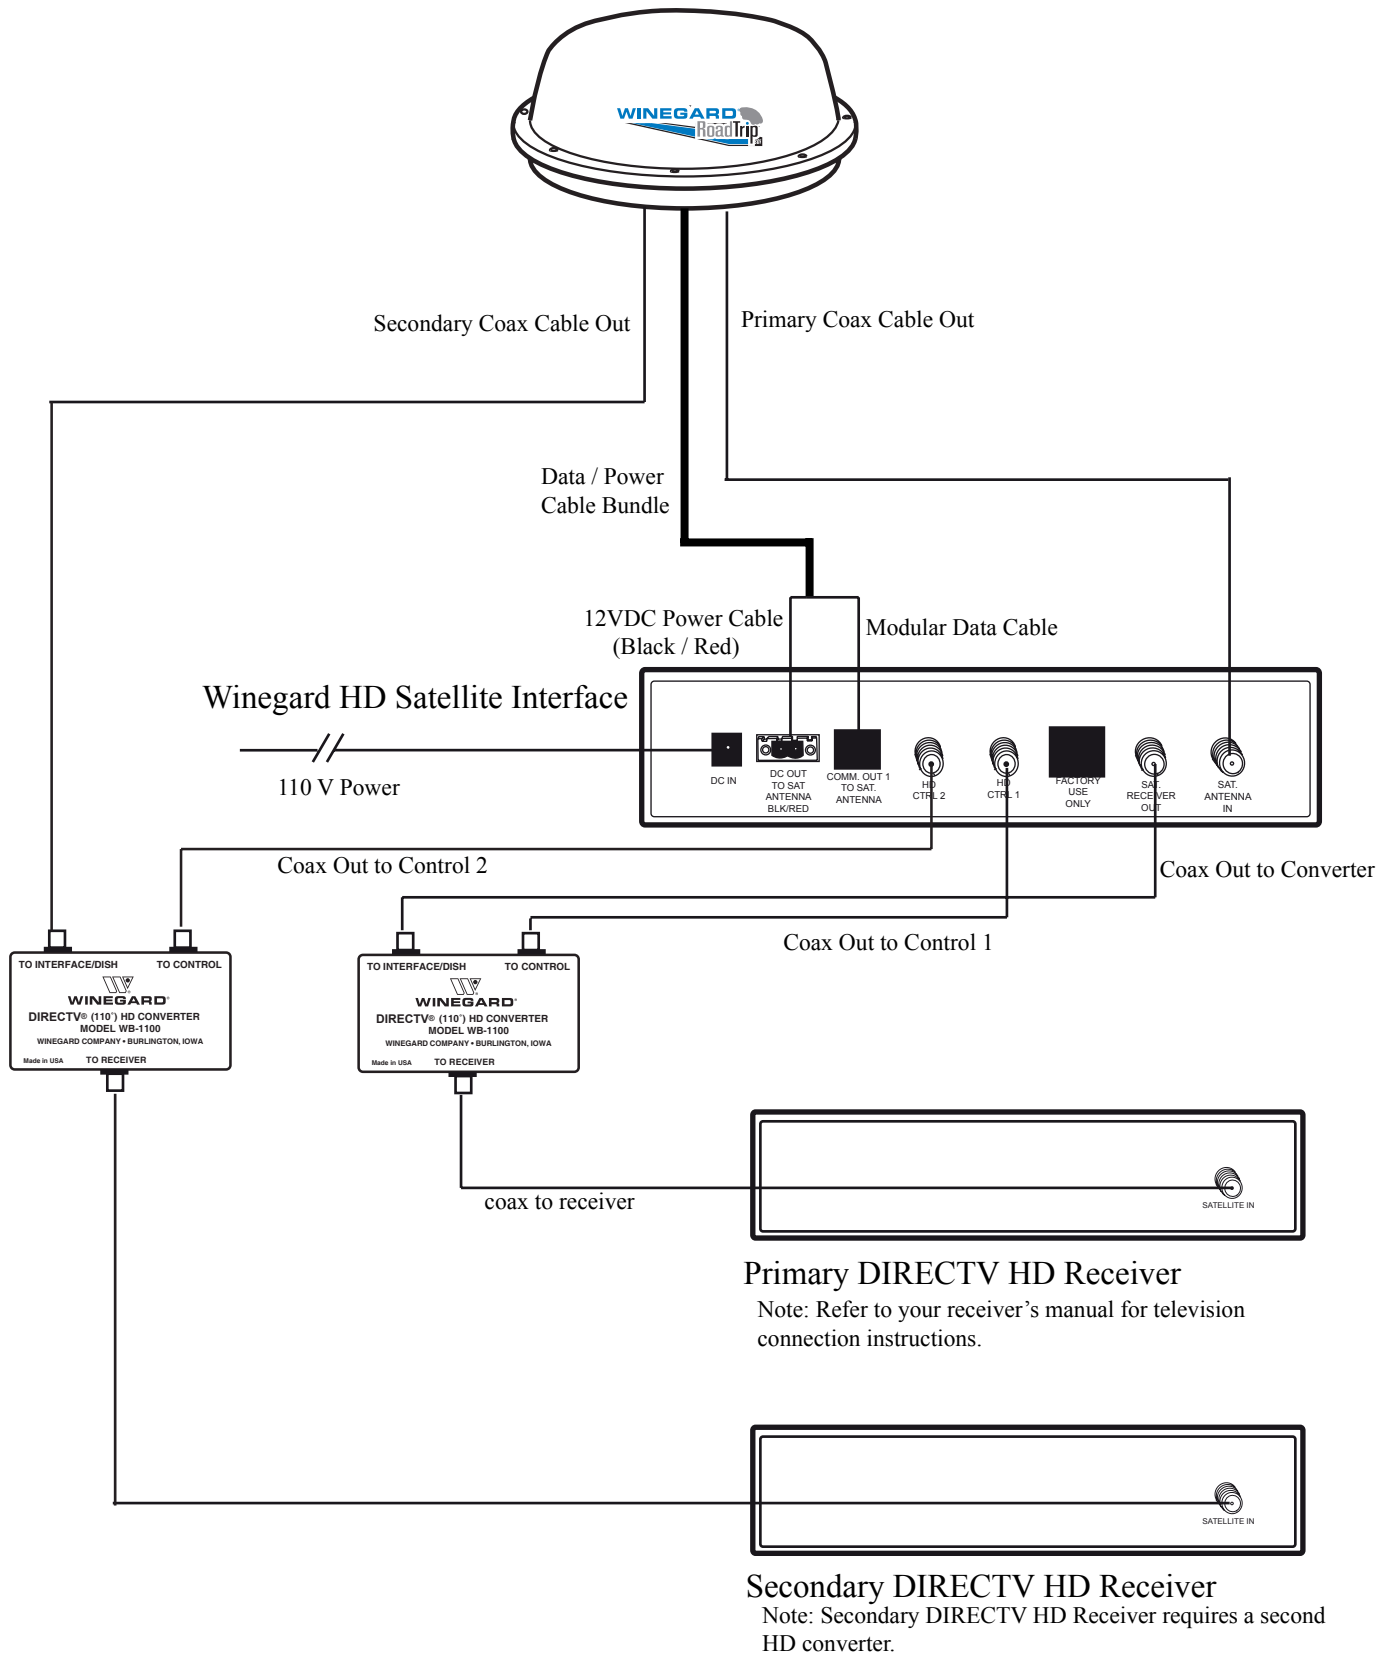 WINEGARD
RoadTrip
Secondary Coax Cable Out
Primary Coax Cable Out
Data / Power
Cable Bundle
12VDC Power Cable
(Black / Red)
Modular Data Cable
Winegard HD Satellite Interface
110 V Power
DC IN
DC OUT
TO SAT
ANTENNA
BLK/RED
COMM. OUT 1
TO SAT.
ANTENNA
HD
CTRL 2
HD
CTRL 1
FACTORY
USE
ONLY
SAT.
RECEIVER
OUT
SAT.
ANTENNA
IN
Coax Out to Control 2
Coax Out to Converter
Coax Out to Control 1
TO INTERFACE/DISH TO CONTROL
WINEGARD®
DIRECTV® (110°) HD CONVERTER
MODEL WB-1100
WINEGARD COMPANY • BURLINGTON, IOWA
Made in USA TO RECEIVER
TO INTERFACE/DISH TO CONTROL
WINEGARD®
DIRECTV® (110°) HD CONVERTER
MODEL WB-1100
WINEGARD COMPANY • BURLINGTON, IOWA
Made in USA TO RECEIVER
coax to receiver
SATELLITE IN
Primary DIRECTV HD Receiver
Note: Refer to your receiver’s manual for television
connection instructions.
SATELLITE IN
Secondary DIRECTV HD Receiver
Note: Secondary DIRECTV HD Receiver requires a second
HD converter.